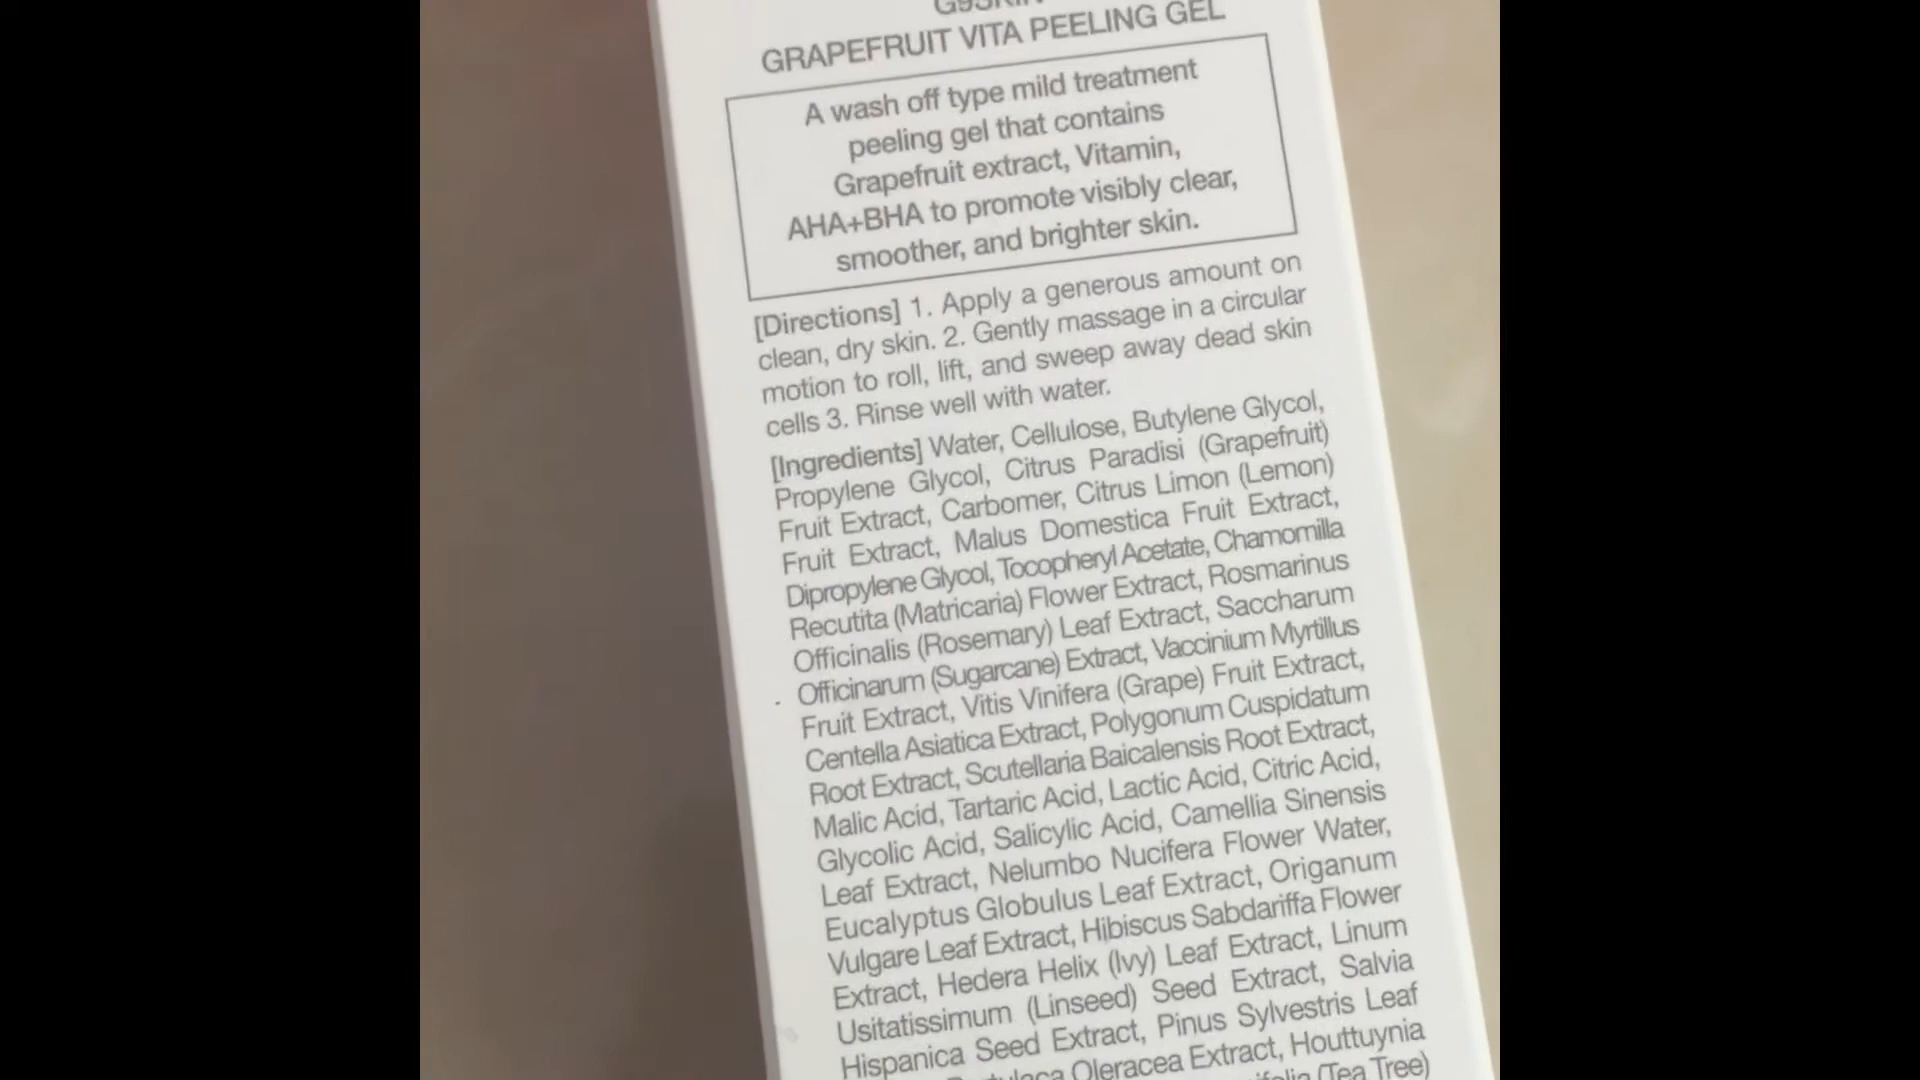 G9SKIN
GRAPEFRUIT VITA PEELING GEL
A wash off type mild treatment
peeling gel that contains
Grapefruit extract, Vitamin,
AHA+BHA to promote visibly clear,
smoother, and brighter skin.
[Directions] 1. Apply a generous amount on
clean, dry skin. 2. Gently massage in a circular
motion to roll, lift, and sweep away dead skin
cells 3. Rinse well with water.
[Ingredients] Water, Cellulose, Butylene Glycol,
Propylene Glycol, Citrus Paradisi (Grapefruit)
Fruit Extract, Carbomer, Citrus Limon (Lemon)
Fruit Extract, Malus Domestica Fruit Extract,
Dipropylene Glycol, Tocopheryl Acetate, Chamomilla
Recutita (Matricaria) Flower Extract, Rosmarinus
Officinalis (Rosemary) Leaf Extract, Saccharum
Officinarum (Sugarcane) Extract, Vaccinium Myrtillus
Fruit Extract, Vitis Vinifera (Grape) Fruit Extract,
Centella Asiatica Extract, Polygonum Cuspidatum
Root Extract, Scutellaria Baicalensis Root Extract,
Malic Acid, Tartaric Acid, Lactic Acid, Citric Acid,
Glycolic Acid, Salicylic Acid, Camellia Sinensis
Leaf Extract, Nelumbo Nucifera Flower Water,
Eucalyptus Globulus Leaf Extract, Origanum
Vulgare Leaf Extract, Hibiscus Sabdariffa Flower
Extract, Hedera Helix (Ivy) Leaf Extract, Linum
Usitatissimum (Linseed) Seed Extract, Salvia
Hispanica Seed Extract, Pinus Sylvestris Leaf
Oleracea Extract, Houttuynia
(Tea Tree)